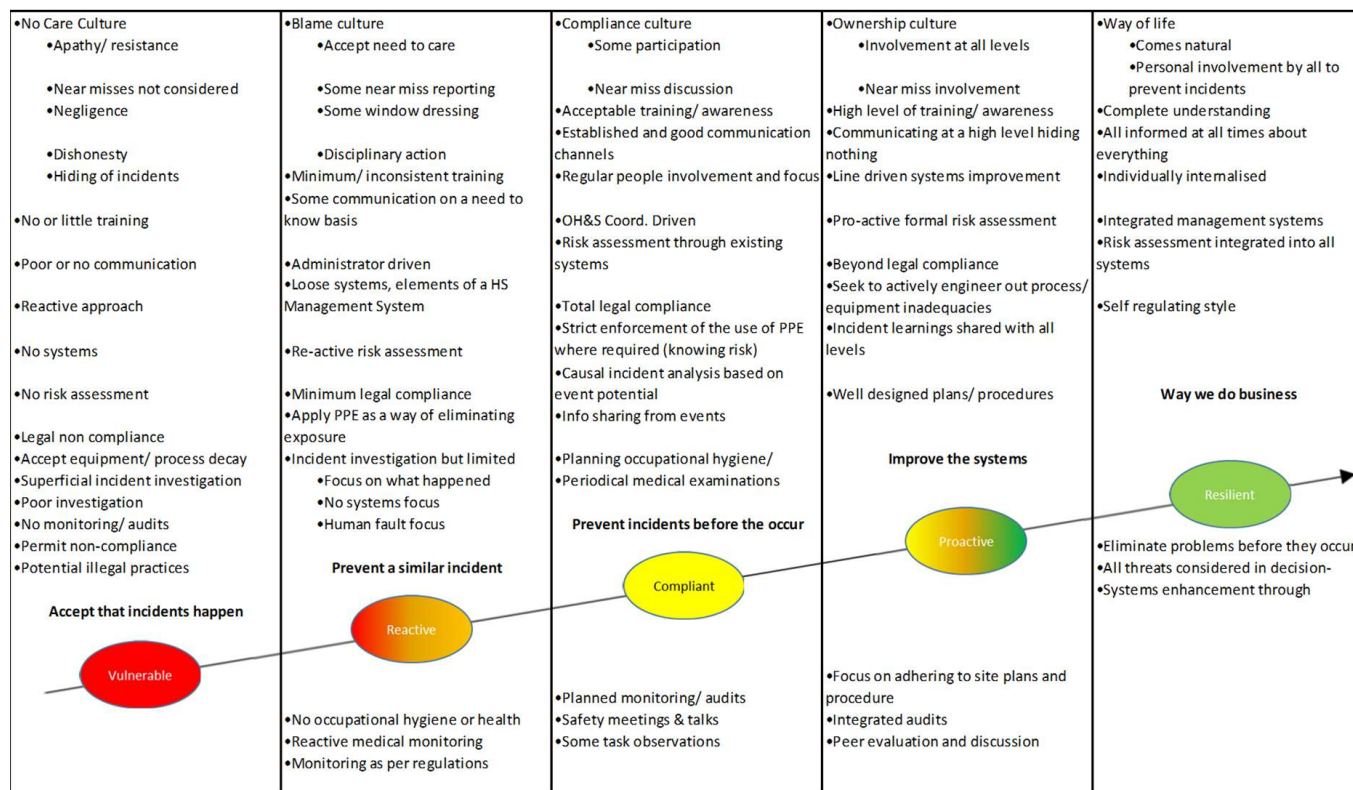 •No Care Culture
•Apathy/ resistance
•Near misses not considered
•Negligence
•Dishonesty
•Hiding of incidents
•No or little training
•Poor or no communication
•Reactive approach
•No systems
•No risk assessment
•Legal non compliance
•Accept equipment/ process decay
•Superficial incident investigation
•Poor investigation
•No monitoring/ audits
•Permit non-compliance
•Potential illegal practices
Accept that incidents happen
Vulnerable
•Blame culture
•Accept need to care
•Some near miss reporting
•Some window dressing
•Disciplinary action
•Minimum/ inconsistent training
•Some communication on a need to
know basis
•Administrator driven
•Loose systems, elements of a HS
Management System
•Re-active risk assessment
•Minimum legal compliance
•Apply PPE as a way of eliminating
exposure
•Incident investigation but limited
•Focus on what happened
•No systems focus
•Human fault focus
Prevent a similar incident
Reactive
•No occupational hygiene or health
•Reactive medical monitoring
•Monitoring as per regulations
•Compliance culture
•Some participation
•Near miss discussion
•Acceptable training/ awareness
•Established and good communication
channels
•Regular people involvement and focus
•OH&S Coord. Driven
•Risk assessment through existing
systems
•Total legal compliance
•Strict enforcement of the use of PPE
where required (knowing risk)
•Causal incident analysis based on
event potential
•Info sharing from events
•Planning occupational hygiene/
•Periodical medical examinations
Prevent incidents before the occur
Compliant
•Planned monitoring/ audits
•Safety meetings & talks
•Some task observations
•Ownership culture
•Involvement at all levels
•Near miss involvement
•High level of training/ awareness
•Communicating at a high level hiding
nothing
•Line driven systems improvement
•Pro-active formal risk assessment
•Beyond legal compliance
•Seek to actively engineer out process/
equipment inadequacies
•Incident learnings shared with all
levels
•Well designed plans/ procedures
Improve the systems
Proactive
•Focus on adhering to site plans and
procedure
•Integrated audits
•Peer evaluation and discussion
•Way of life
•Comes natural
•Personal involvement by all to
prevent incidents
•Complete understanding
•All informed at all times about
everything
•Individually internalised
•Integrated management systems
•Risk assessment integrated into all
systems
•Self regulating style
Way we do business
Resilient
•Eliminate problems before they occur
•All threats considered in decision-
•Systems enhancement through